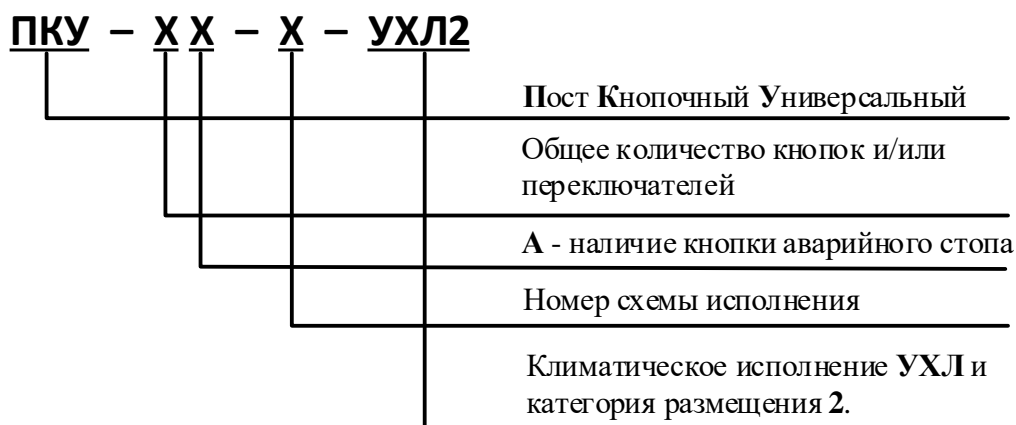 ПКУ – Х Х – Х – УХЛ2
Пост Кнопочный Универсальный
Общее количество кнопок и/или
переключателей
А - наличие кнопки аварийного стопа
Номер схемы исполнения
Климатическое исполнение УХЛ и
категория размещения 2.